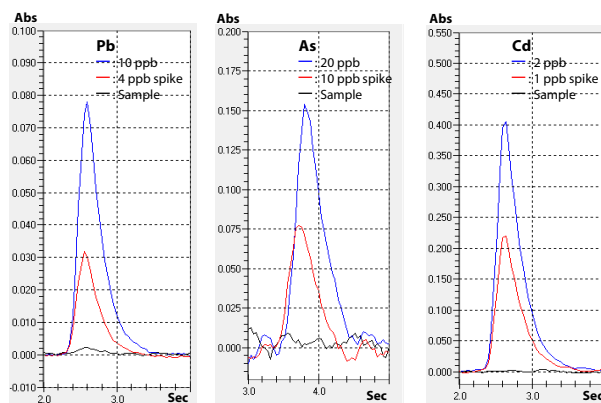 Abs
Pb
: 10 ppb
: 4 ppb spike
: Sample
0.100
0.090
0.080
0.070
0.060
0.050
0.040
0.030
0.020
0.010
0.000
-0.010
2.0
3.0
Sec
Abs
As
: 20 ppb
: 10 ppb spike
: Sample
0.200
0.175
0.150
0.125
0.100
0.075
0.050
0.025
0.000
3.0
4.0
Sec
Abs
Cd
: 2 ppb
: 1 ppb spike
: Sample
0.550
0.500
0.450
0.400
0.350
0.300
0.250
0.200
0.150
0.100
0.050
0.000
2.0
3.0
Sec